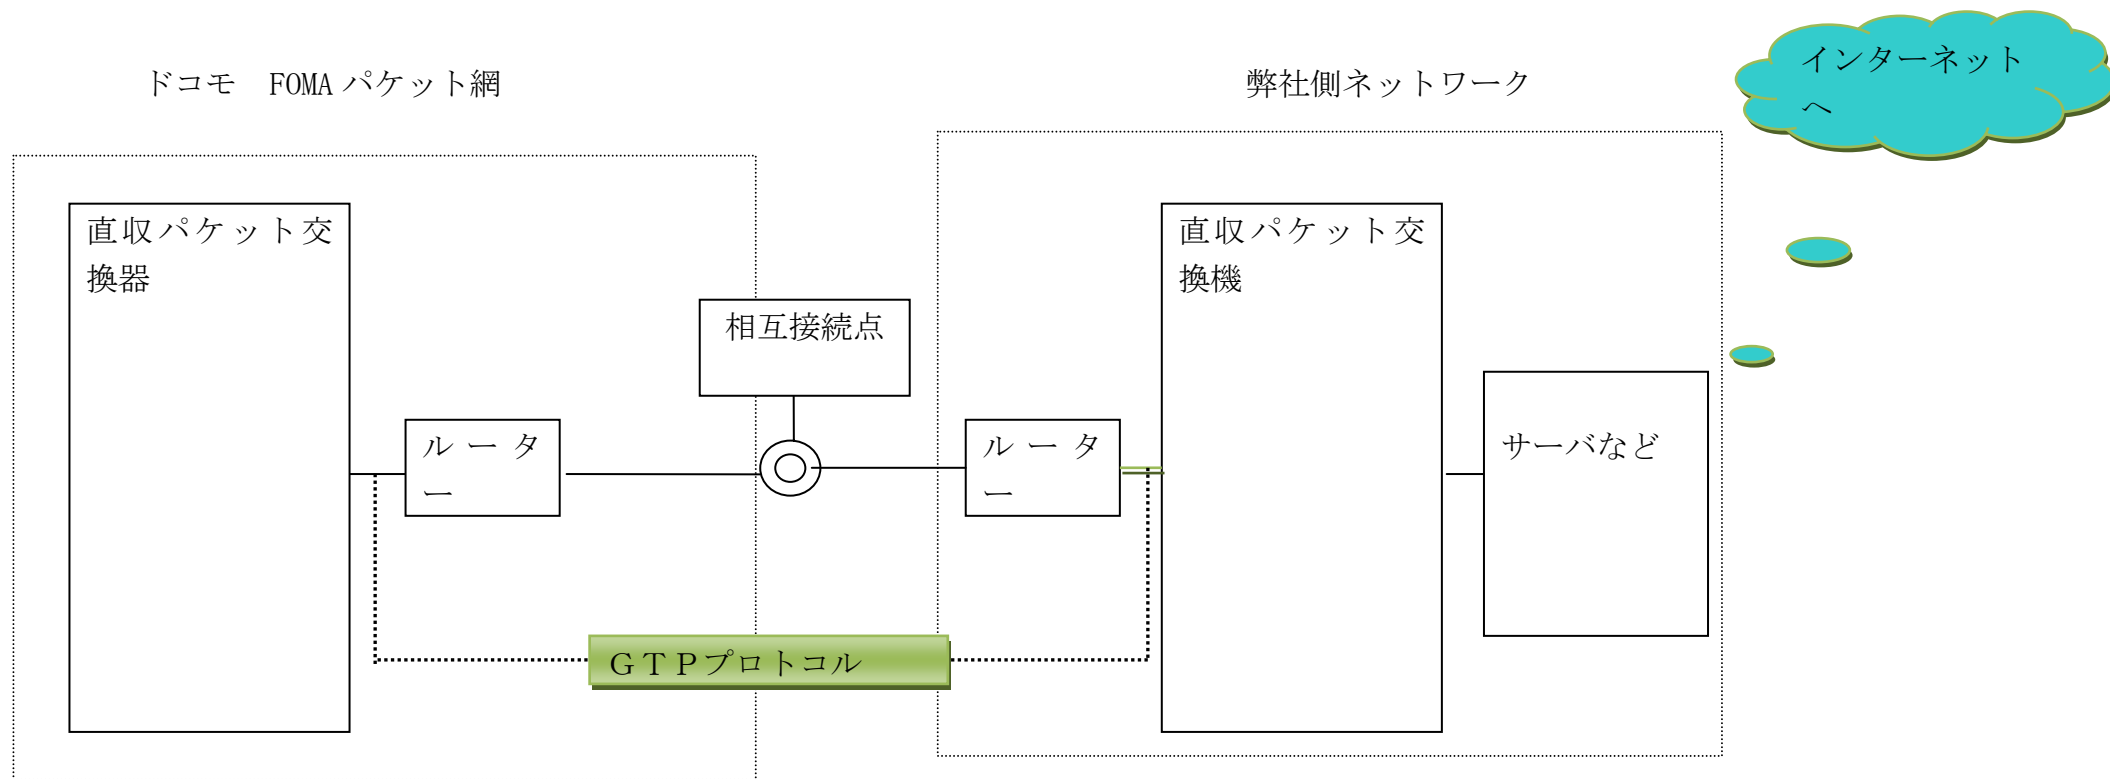 ドコモ　FOMA パケット網
弊社側ネットワーク
インターネット
へ
直収パケット交
換器
直収パケット交
換機
相互接続点
ルータ
ー
ルータ
ー
サーバなど
ＧＴＰプロトコル